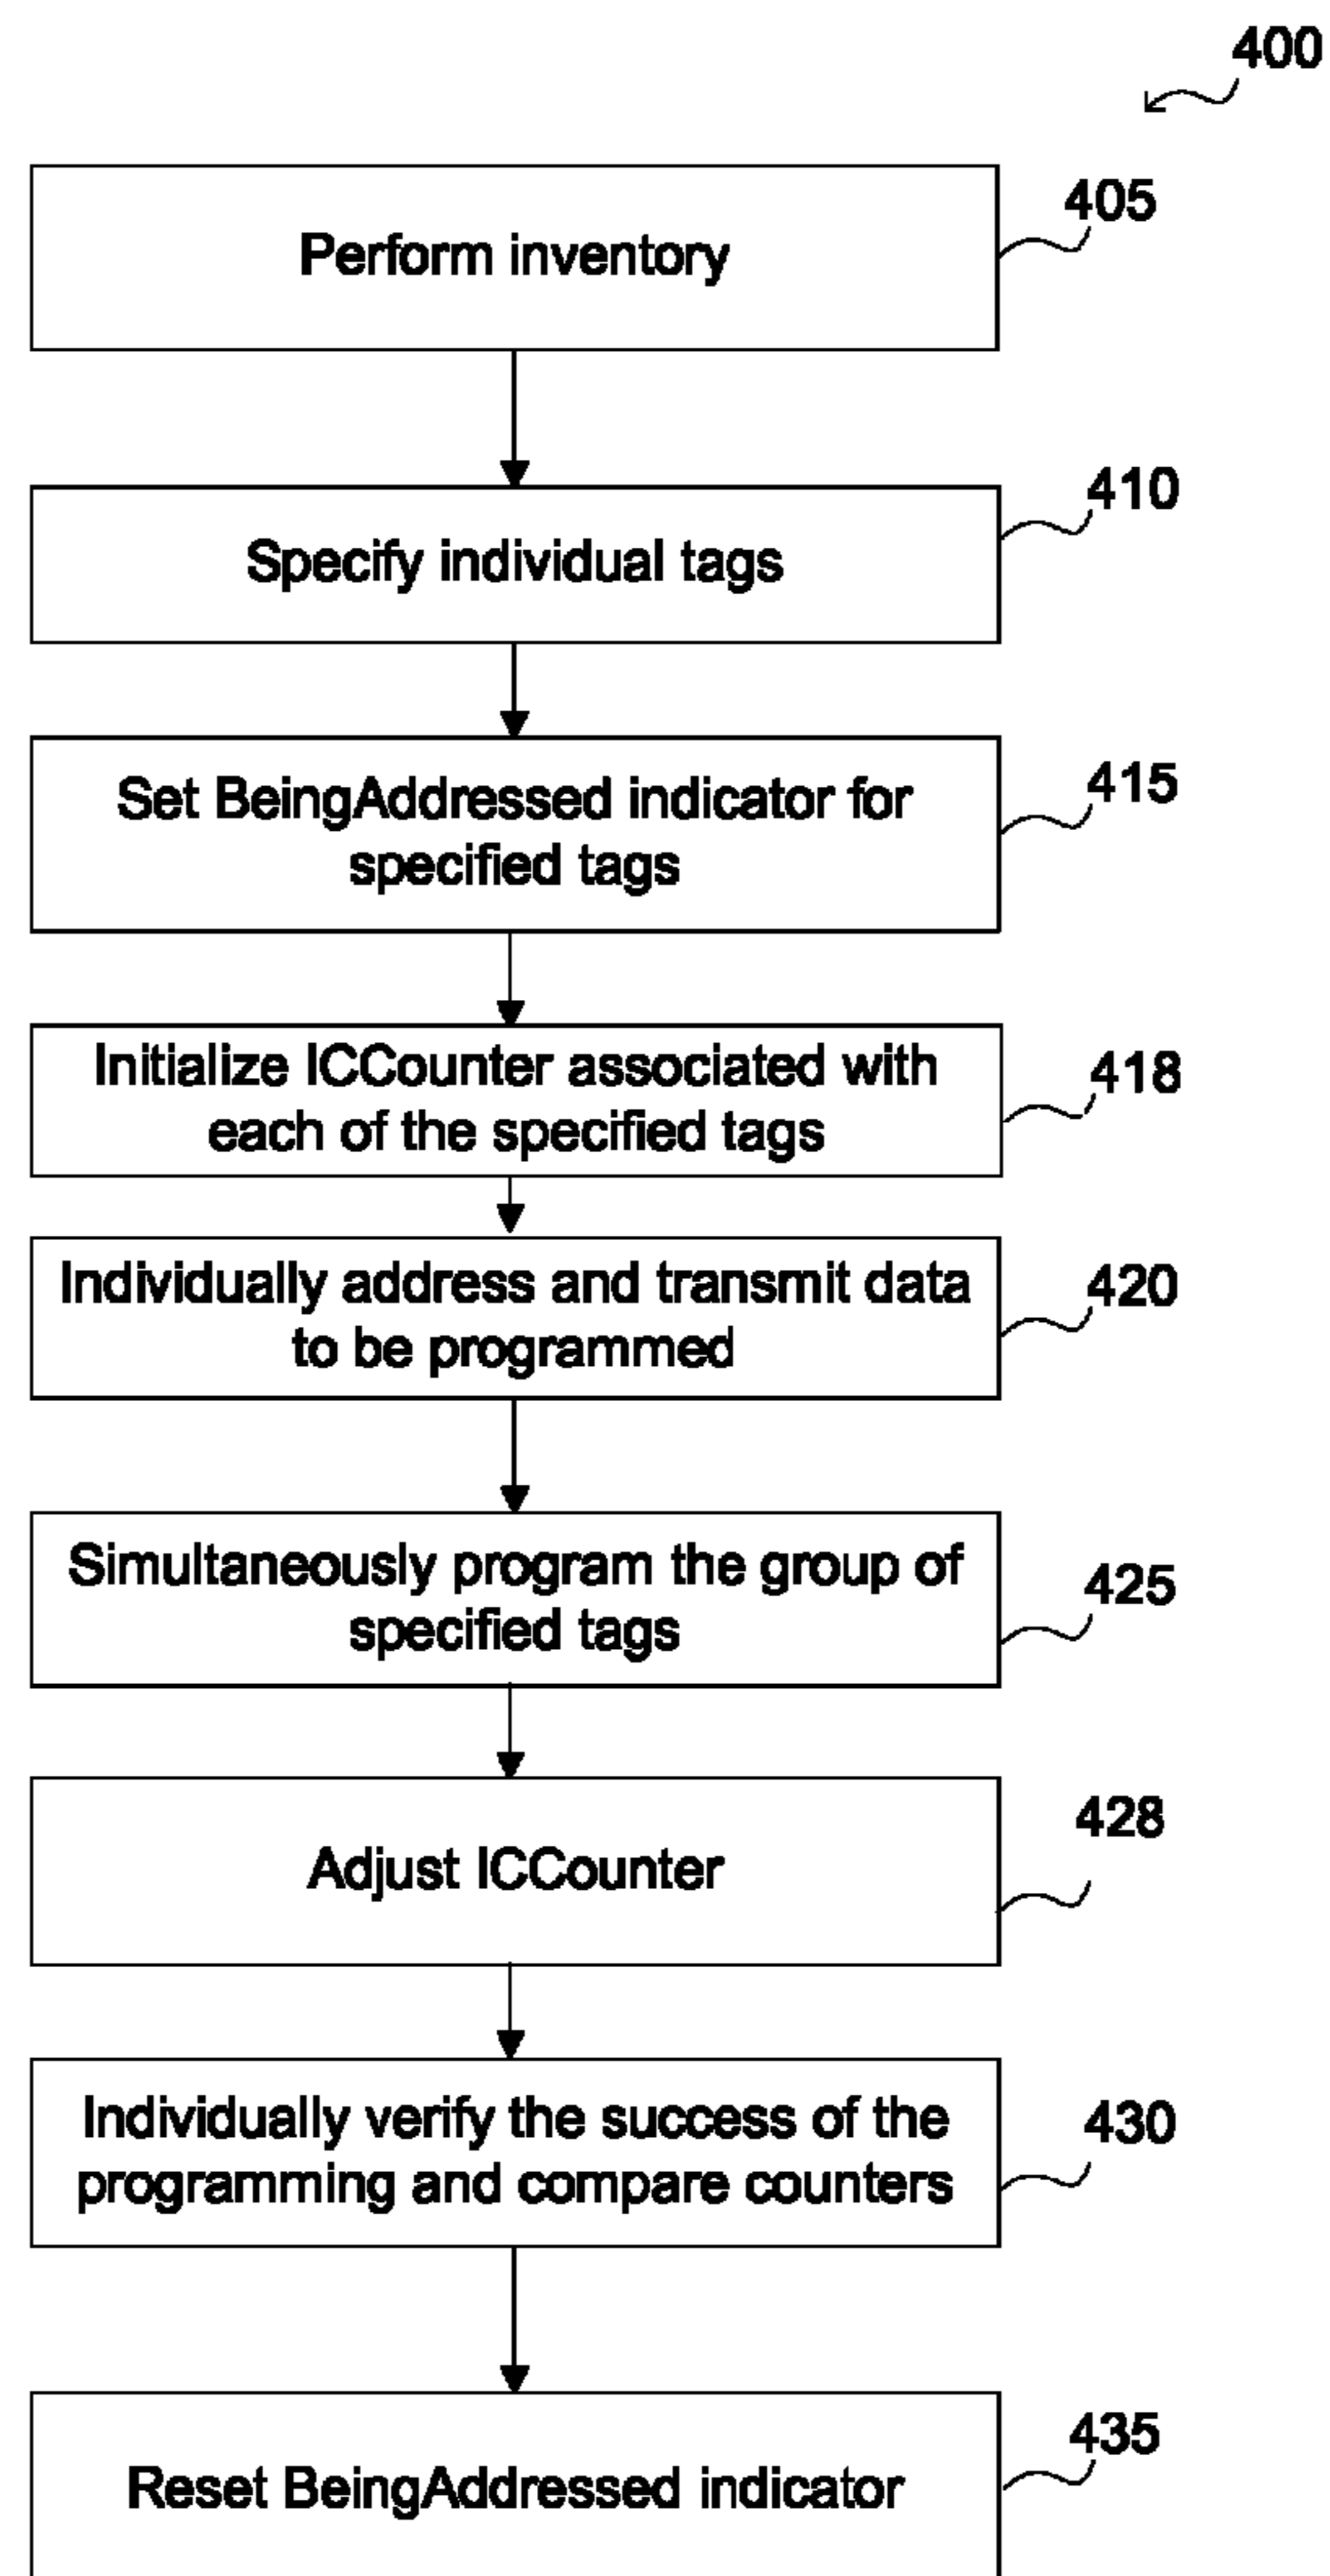 400
Perform inventory
405
Specify individual tags
410
Set BeingAddressed indicator for
specified tags
415
Initialize ICCounter associated with
each of the specified tags
418
Individually address and transmit data
to be programmed
420
Simultaneously program the group of
specified tags
425
Adjust ICCounter
428
Individually verify the success of the
programming and compare counters
430
Reset BeingAddressed indicator
435